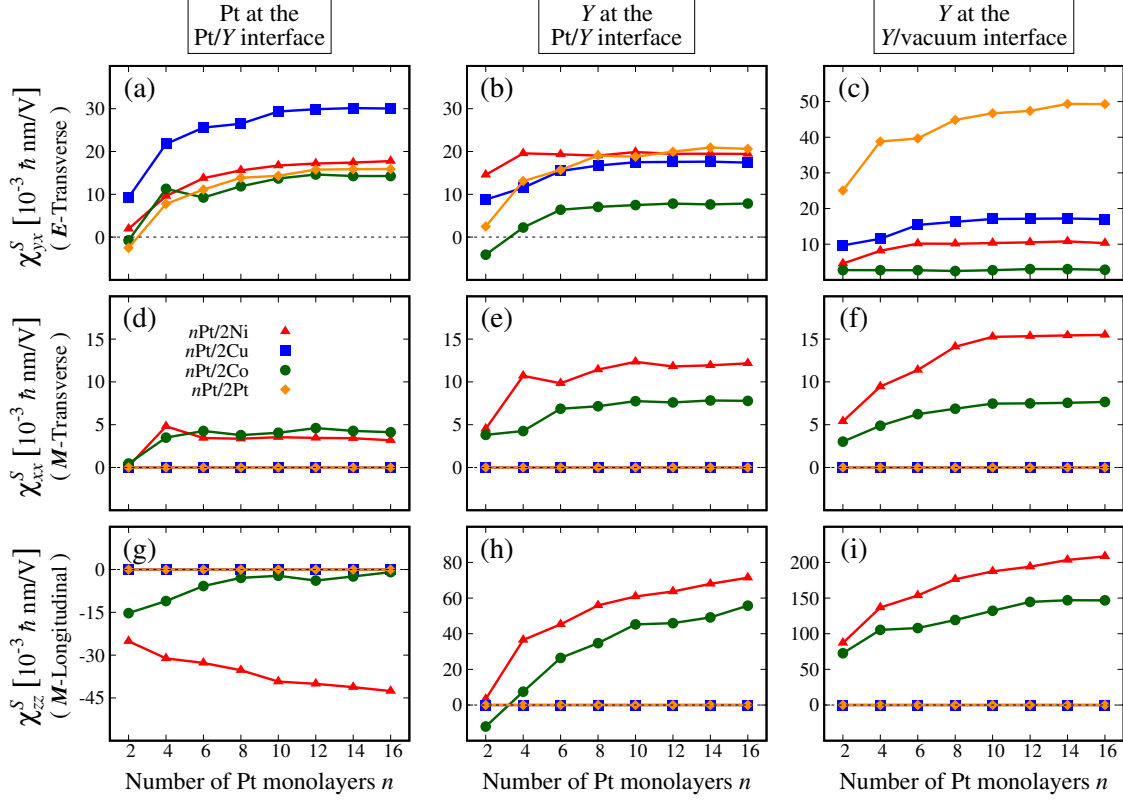 Pt at the
Pt/Y interface
Y at the
Pt/Y interface
Y at the
Y/vacuum interface
χ^S_yx [10⁻³ ℏ nm/V]
( E-Transverse )
(a)
30
20
10
0
(b)
40
30
20
10
0
(c)
50
40
30
20
10
χ^S_xx [10⁻³ ℏ nm/V]
( M-Transverse )
(d)
15
10
5
0
nPt/2Ni
nPt/2Cu
nPt/2Co
nPt/2Pt
(e)
15
10
5
0
(f)
15
10
5
0
χ^S_zz [10⁻³ ℏ nm/V]
( M-Longitudinal )
(g)
0
-15
-30
-45
2 4 6 8 10 12 14 16
Number of Pt monolayers n
(h)
80
60
40
20
0
2 4 6 8 10 12 14 16
Number of Pt monolayers n
(i)
200
150
100
50
0
2 4 6 8 10 12 14 16
Number of Pt monolayers n